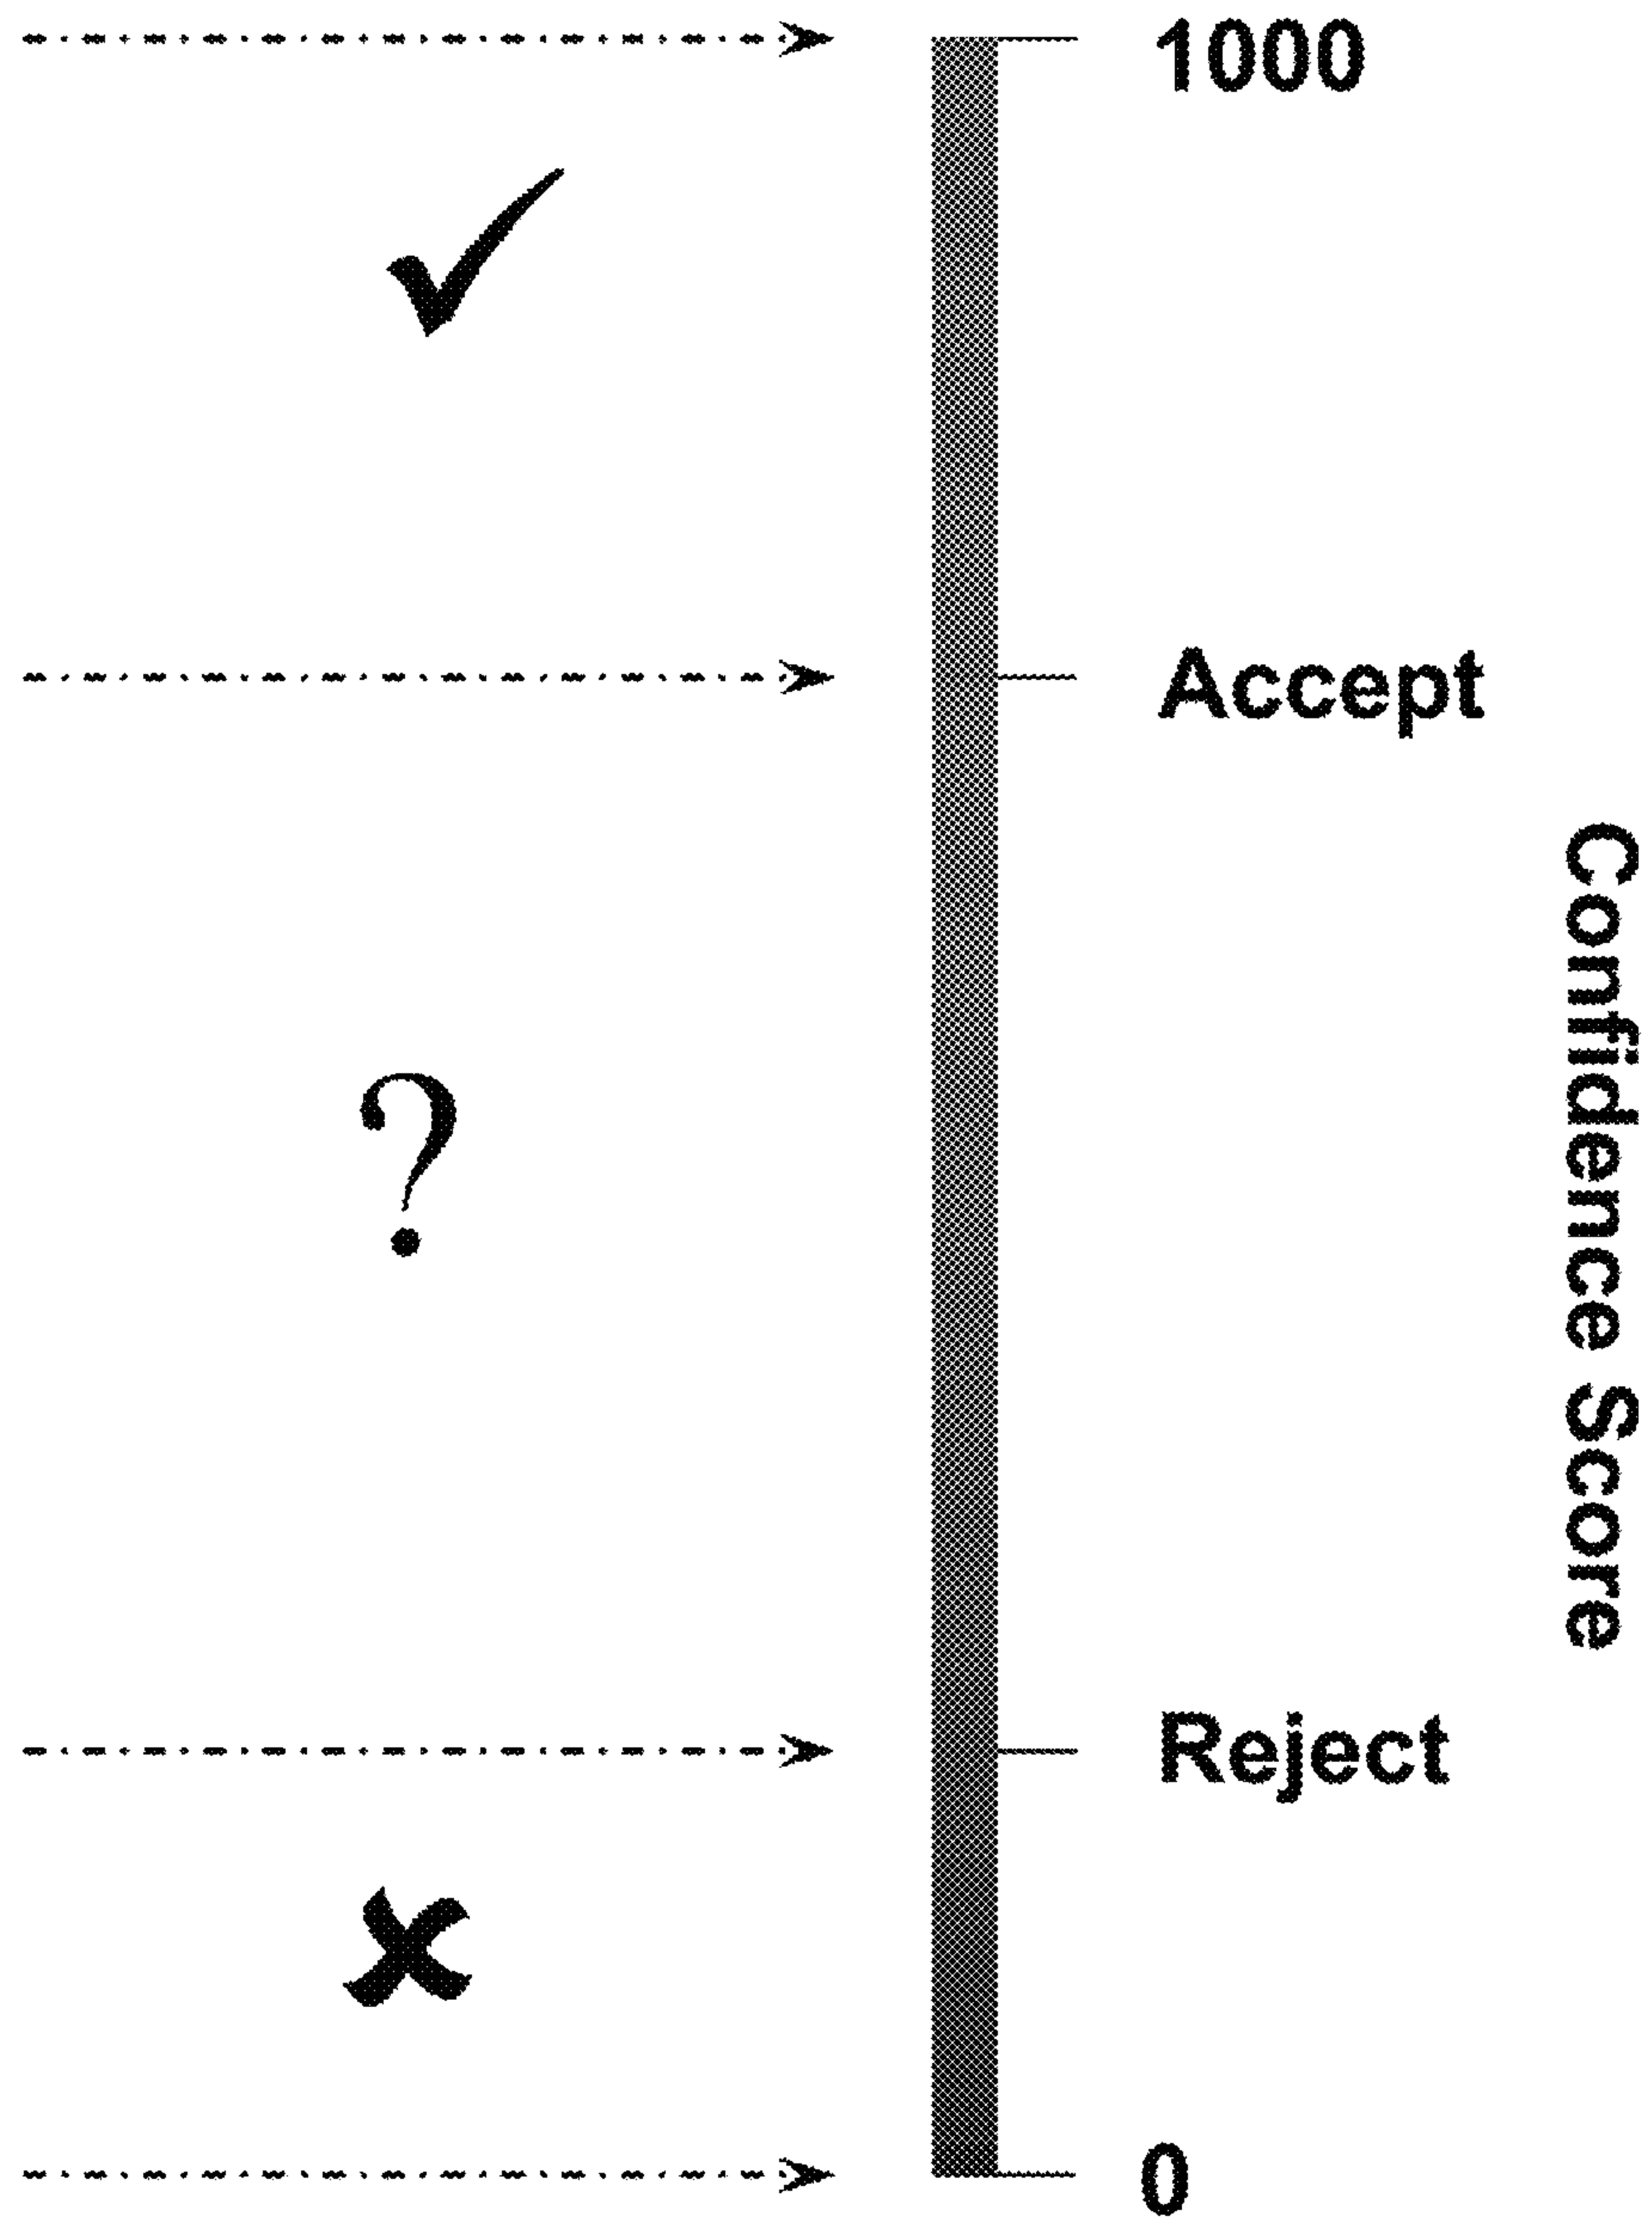 1000
✓
Accept
?
Confidence Score
Reject
✘
0